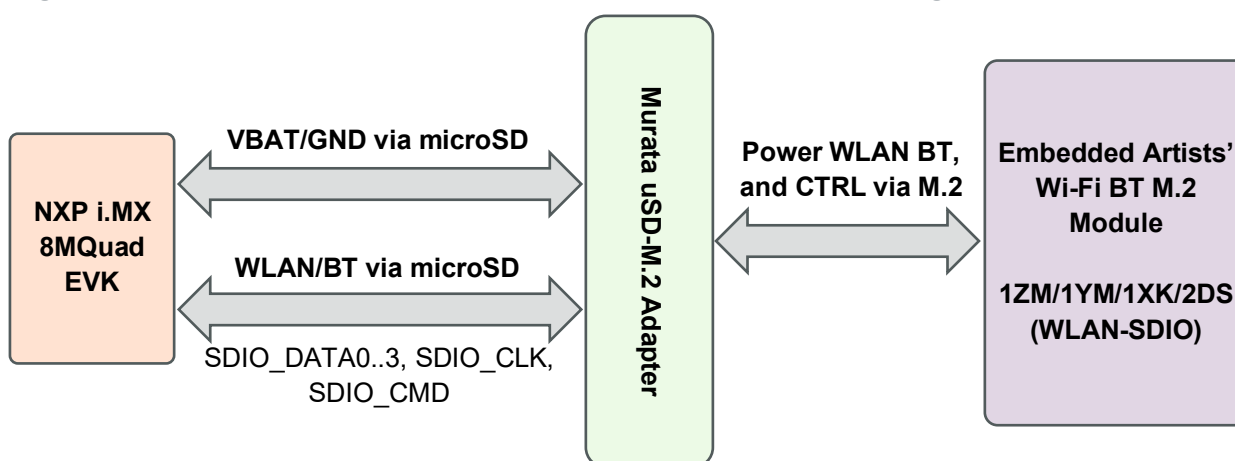 NXP i.MX
8MQuad
EVK
VBAT/GND via microSD
WLAN/BT via microSD
SDIO_DATA0..3, SDIO_CLK,
SDIO_CMD
Murata uSD-M.2 Adapter
Power WLAN BT,
and CTRL via M.2
Embedded Artists’
Wi-Fi BT M.2
Module
1ZM/1YM/1XK/2DS
(WLAN-SDIO)